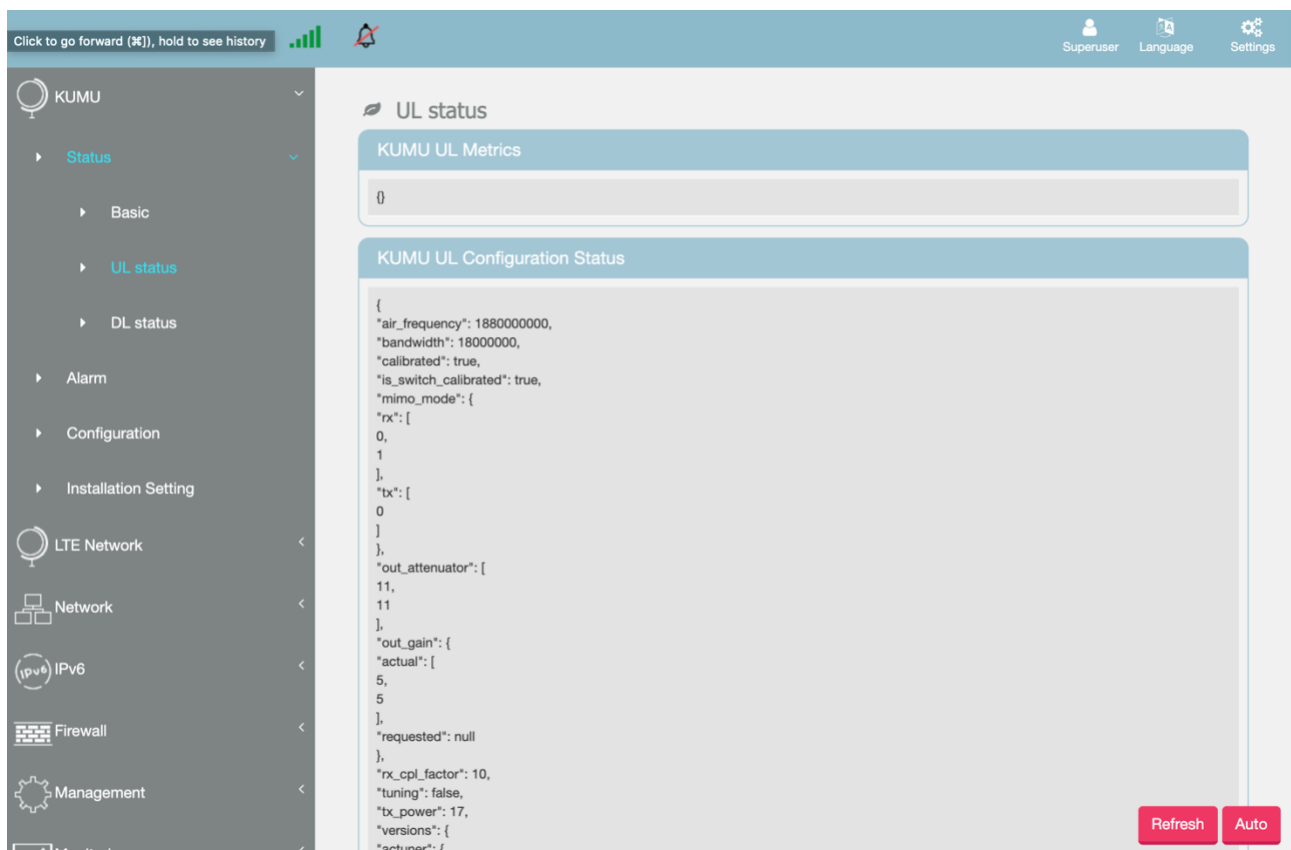 Click to go forward (⌘]), hold to see history
Superuser
Language
Settings
KUMU
Status
Basic
UL status
DL status
Alarm
Configuration
Installation Setting
LTE Network
Network
IPv6
IPv6
Firewall
Management
UL status
KUMU UL Metrics
{}
KUMU UL Configuration Status
{
"air_frequency": 1880000000,
"bandwidth": 18000000,
"calibrated": true,
"is_switch_calibrated": true,
"mimo_mode": {
"rx": [
0,
1
],
"tx": [
0
]
},
"out_attenuator": [
11,
11
],
"out_gain": {
"actual": [
5,
5
],
"requested": null
},
"rx_cpl_factor": 10,
"tuning": false,
"tx_power": 17,
"versions": {
"actuner": {
Refresh
Auto